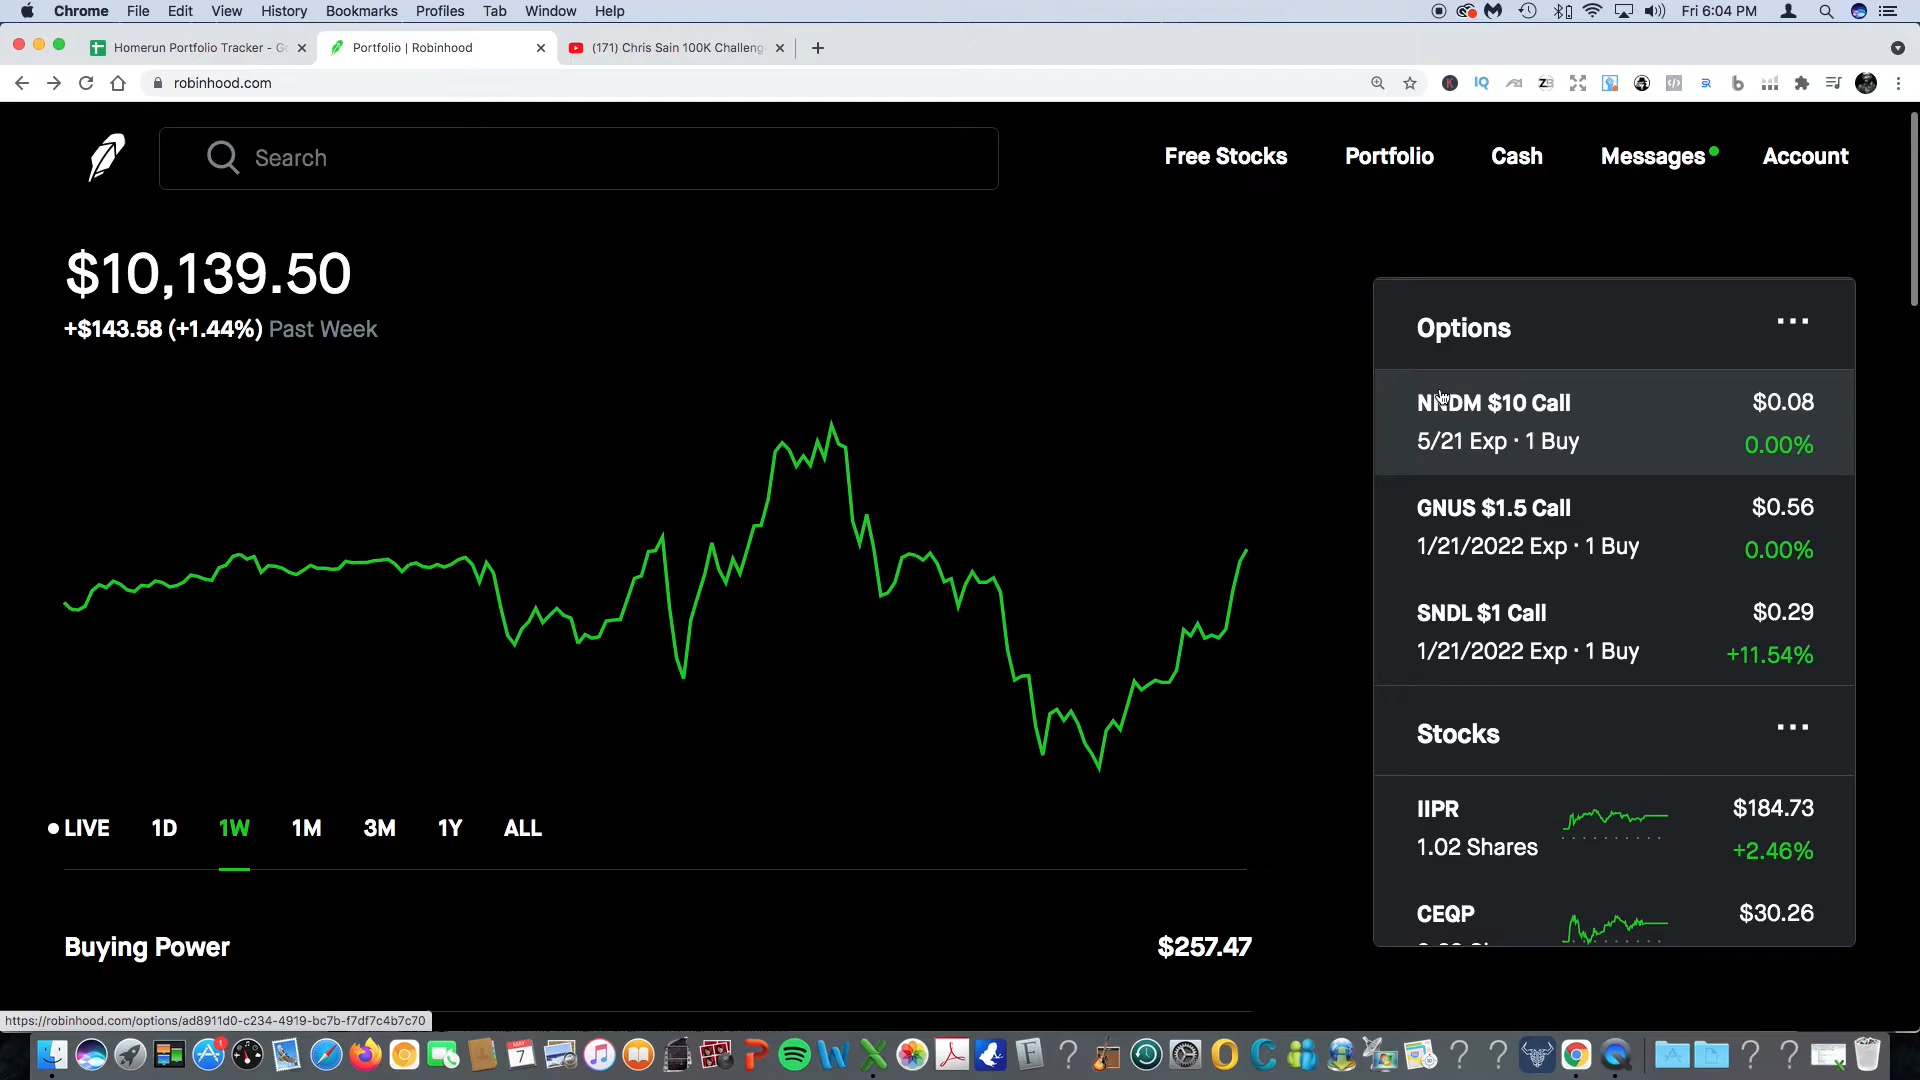 Chrome File Edit View History Bookmarks Profiles Tab Window Help Fri 6:04 PM
Homerun Portfolio Tracker - Go Portfolio | Robinhood (171) Chris Sain 100K Challeng
robinhood.com
Search
Free Stocks Portfolio Cash Messages Account
$10,139.50
+$143.58 (+1.44%) Past Week
LIVE 1D 1W 1M 3M 1Y ALL
Buying Power $257.47
Options
NNDM $10 Call $0.08
5/21 Exp · 1 Buy 0.00%
GNUS $1.5 Call $0.56
1/21/2022 Exp · 1 Buy 0.00%
SNDL $1 Call $0.29
1/21/2022 Exp · 1 Buy +11.54%
Stocks
IIPR $184.73
1.02 Shares +2.46%
CEQP $30.26
https://robinhood.com/options/ad8911d0-c234-4919-bc7b-f7df7c4b7c70
MAY
7